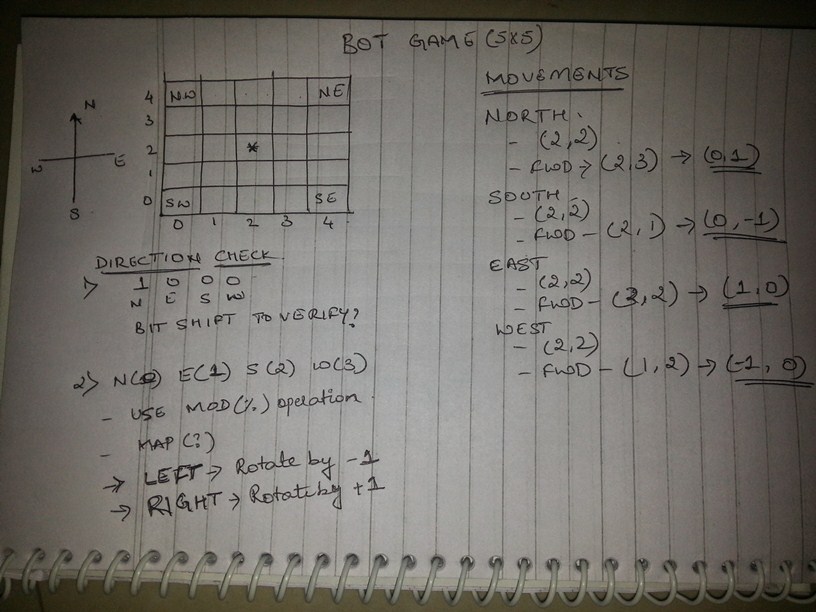 BOT GAME (5x5)
N
W E
S
4 NW NE
3
2 *
1
0 SW SE
0 1 2 3 4
DIRECTION CHECK
1> 1 0 0 0
N E S W
BIT SHIFT TO VERIFY?
2> N(0) E(1) S(2) W(3)
- USE MOD(%) operation.
- MAP(?)
→ LEFT → Rotate by -1
→ RIGHT → Rotate by +1
MOVEMENTS
NORTH.
- (2,2)
- FWD → (2,3) → (0,1)
SOUTH -
- (2,2)
- FWD - (2,1) → (0,-1)
EAST
- (2,2)
- FWD - (3,2) → (1,0)
WEST
- (2,2)
- FWD - (1,2) → (-1, 0)